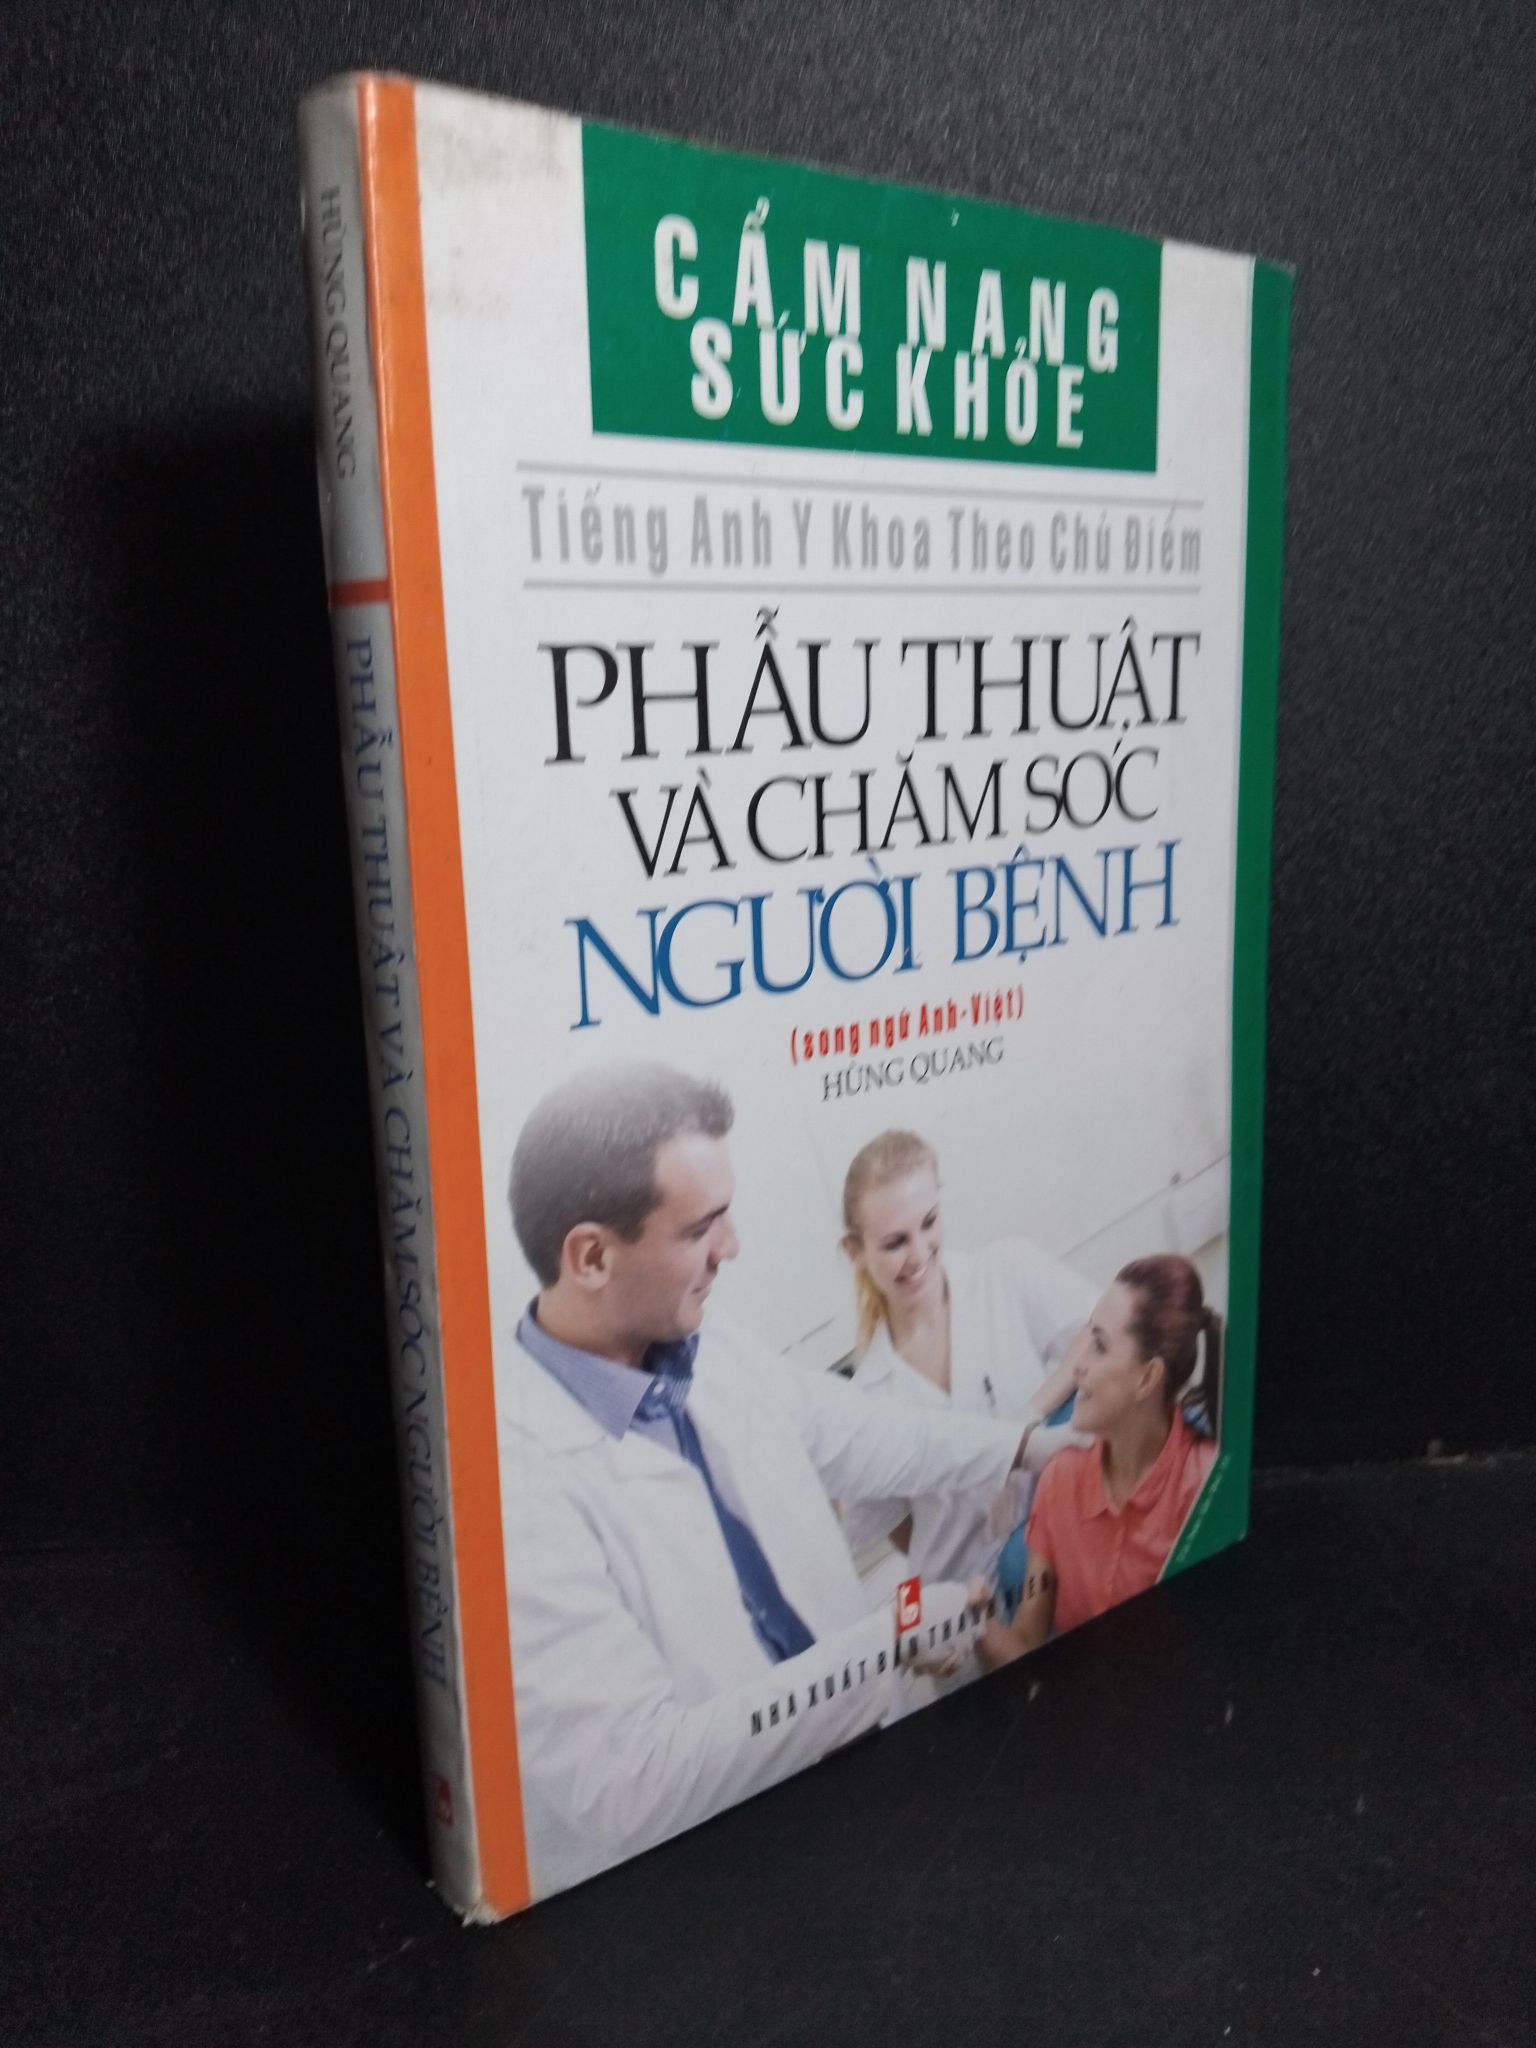 HÙNG QUANG
PHẪU THUẬT VÀ CHĂM SÓC NGƯỜI BỆNH
CẨM NANG
SỨC KHỎE
Tiếng Anh Y Khoa Theo Chủ Điểm
PHẪU THUẬT
VÀ CHĂM SÓC
NGƯỜI BỆNH
(song ngữ Anh-Việt)
HÙNG QUANG
NHÀ XUẤT BẢN THANH NIÊN